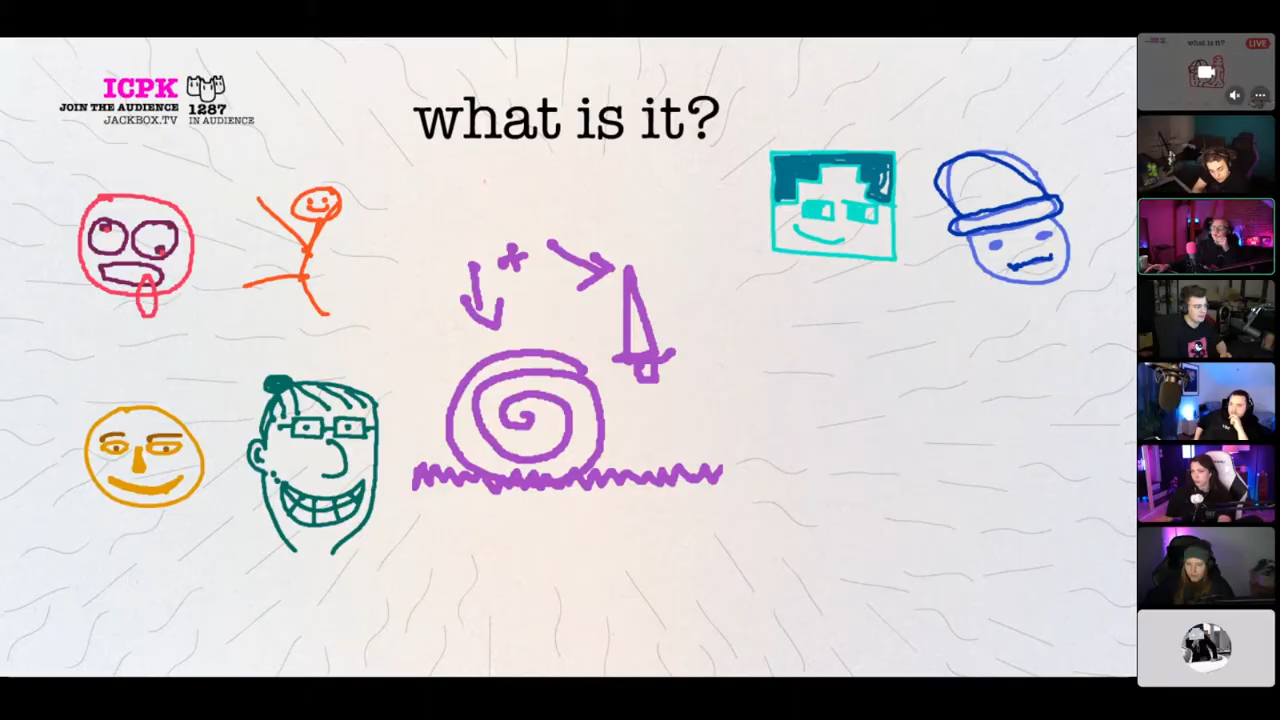 ICPK
JOIN THE AUDIENCE
JACKBOX.TV
1287
IN AUDIENCE
what is it?
what is it?
LIVE